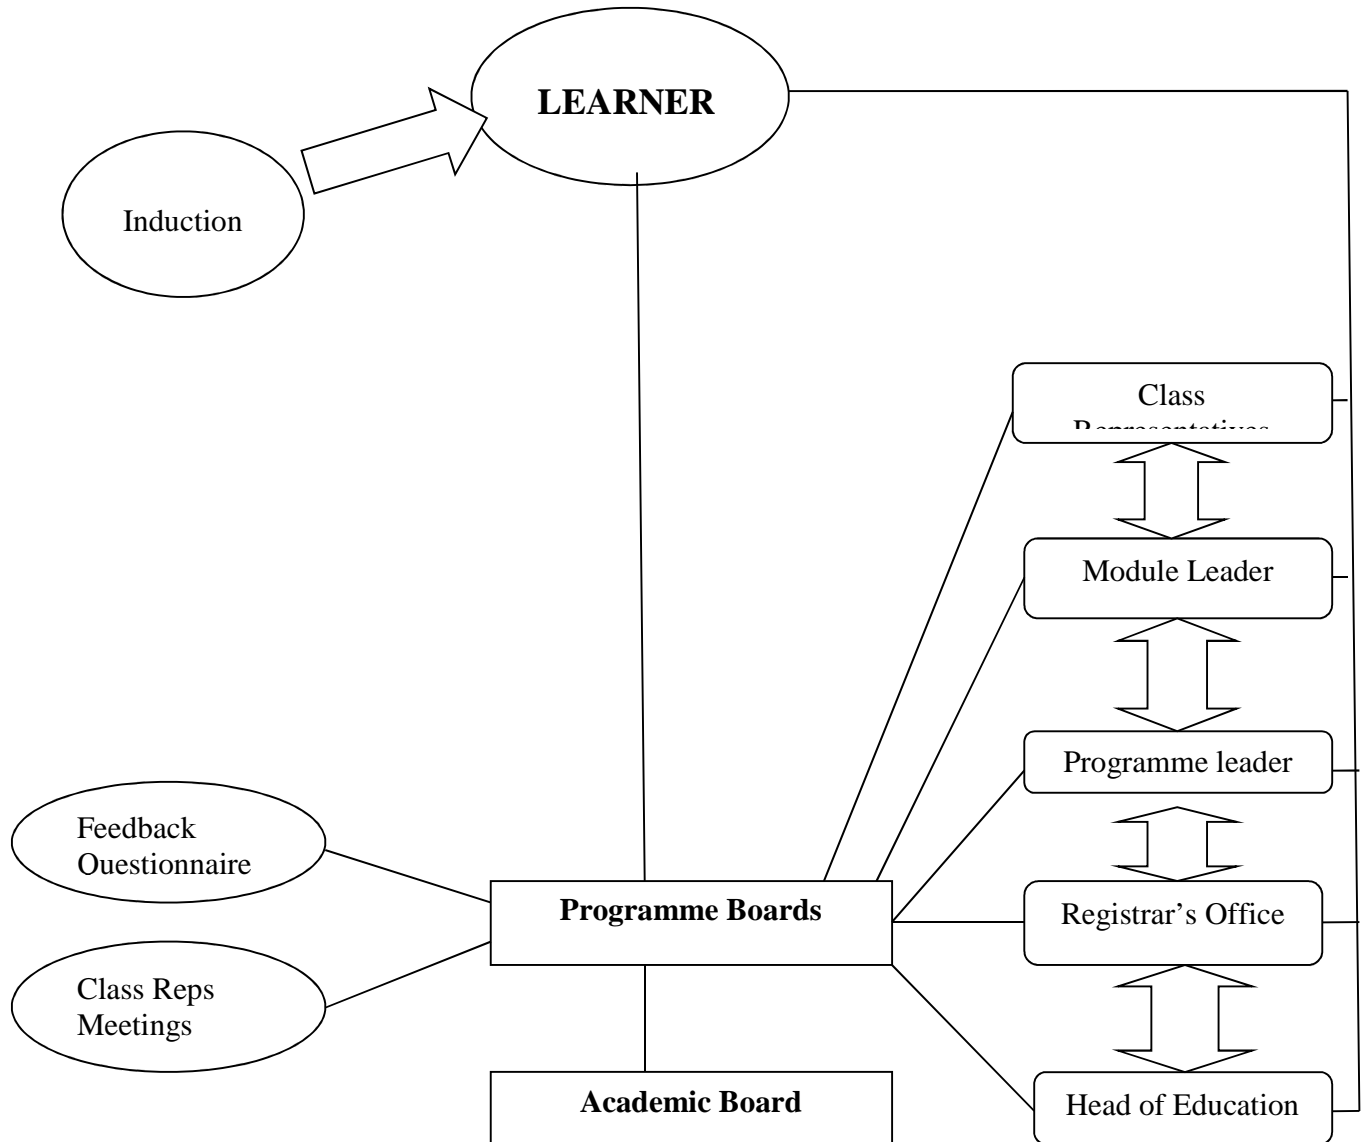 LEARNER
Induction
Class
Representatives
Module Leader
Programme leader
Feedback
Questionnaire
Programme Boards
Registrar’s Office
Class Reps
Meetings
Academic Board
Head of Education